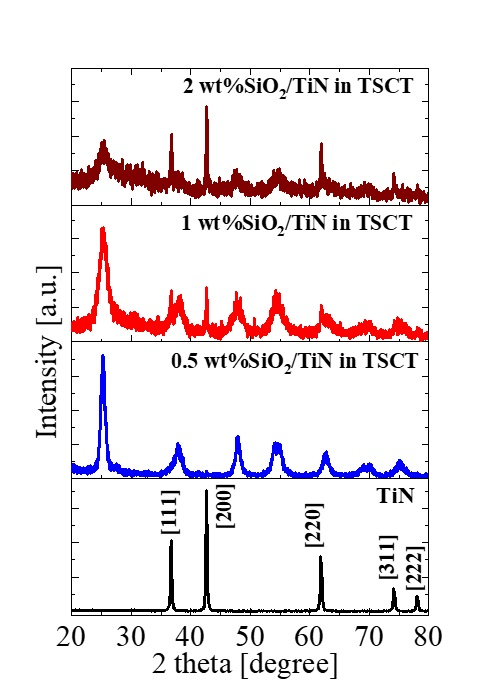 2 wt%SiO₂/TiN in TSCT
1 wt%SiO₂/TiN in TSCT
0.5 wt%SiO₂/TiN in TSCT
TiN
[111]
[200]
[220]
[311]
[222]
Intensity [a.u.]
20 30 40 50 60 70 80
2 theta [degree]